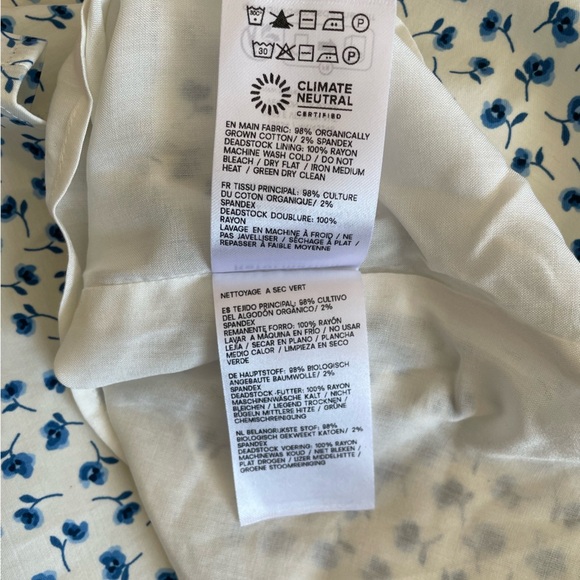 30
P
CLIMATE
NEUTRAL
CERTIFIED
EN MAIN FABRIC: 98% ORGANICALLY
GROWN COTTON/ 2% SPANDEX
DEADSTOCK LINING: 100% RAYON
MACHINE WASH COLD / DO NOT
BLEACH / DRY FLAT / IRON MEDIUM
HEAT / GREEN DRY CLEAN
FR TISSU PRINCIPAL: 98% CULTURE
DU COTON ORGANIQUE/ 2%
SPANDEX
DEADSTOCK DOUBLURE: 100%
RAYON
LAVAGE EN MACHINE À FROID / NE
PAS JAVELLISER / SÉCHAGE À PLAT /
REPASSER À FAIBLE MOYENNE
NETTOYAGE A SEC VERT
ES TEJIDO PRINCIPAL: 98% CULTIVO
DEL ALGODÓN ORGÁNICO/ 2%
SPANDEX
REMANENTE FORRO: 100% RAYÓN
LAVAR A MÁQUINA EN FRÍO / NO USAR
LEJÍA / SECAR EN PLANO / PLANCHA
MEDIO CALOR / LIMPIEZA EN SECO
VERDE
DE HAUPTSTOFF: 98% BIOLOGISCH
ANGEBAUTE BAUMWOLLE/ 2%
SPANDEX
DEADSTOCK-FUTTER: 100% RAYON
MASCHINENWÄSCHE KALT / NICHT
BLEICHEN / LIEGEND TROCKNEN /
BÜGELN MITTLERE HITZE / GRÜNE
CHEMISCHREINIGUNG
NL BELANGRIJKSTE STOF: 98%
BIOLOGISCH GEKWEEKT KATOEN/ 2%
SPANDEX
DEADSTOCK VOERING: 100% RAYON
MACHINEWAS KOUD / NIET BLEKEN /
PLAT DROGEN / IJZER MIDDELHITTE /
GROENE STOOMREINIGING